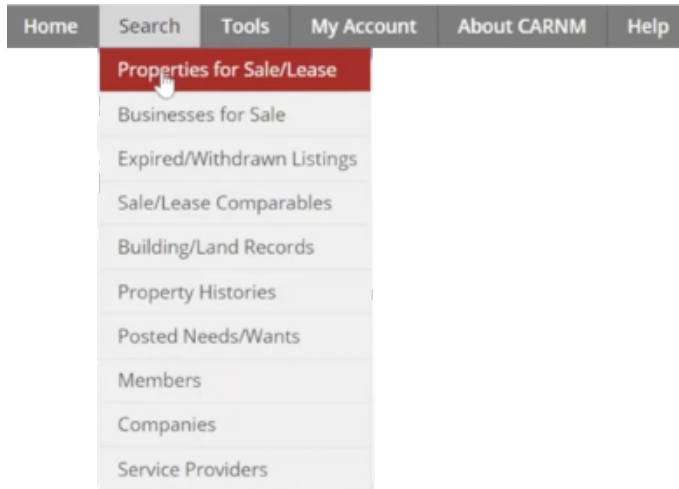 Home Search Tools My Account About CARNM Help
Properties for Sale/Lease
Businesses for Sale
Expired/Withdrawn Listings
Sale/Lease Comparables
Building/Land Records
Property Histories
Posted Needs/Wants
Members
Companies
Service Providers